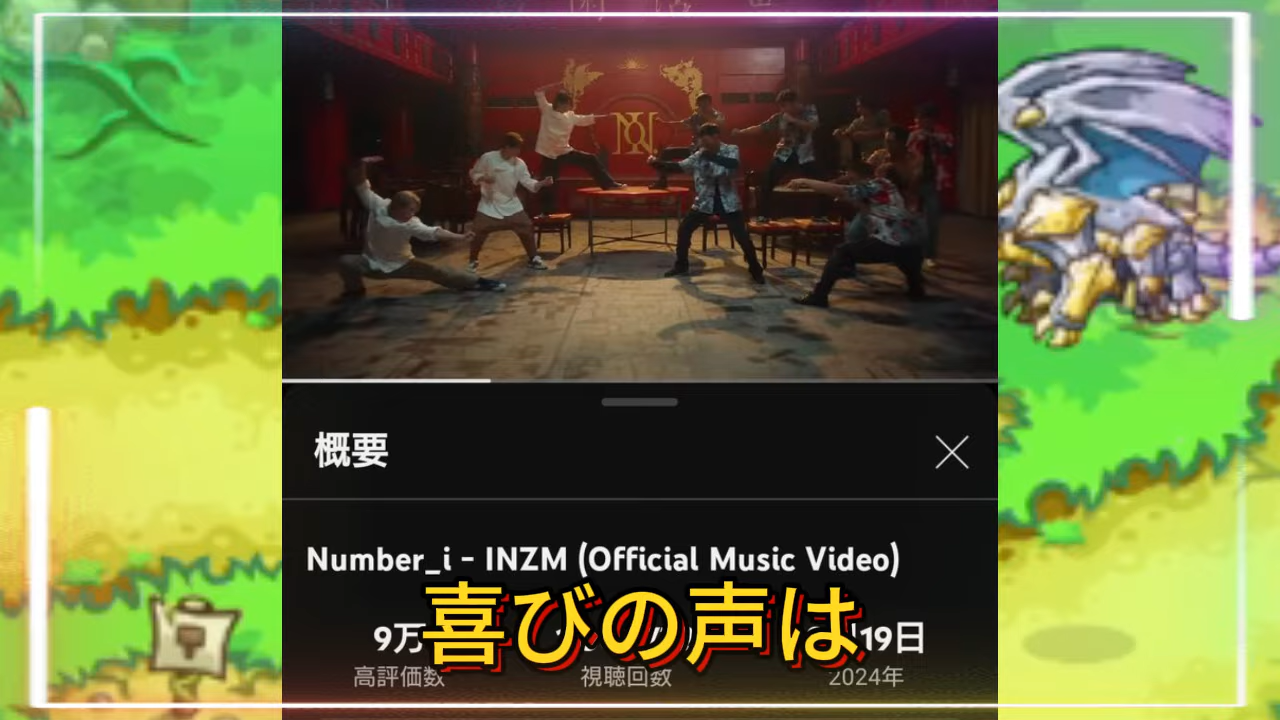 概要
Number_i - INZM (Official Music Video)
喜びの声は
9万
19日
高評価数
視聴回数
2024年